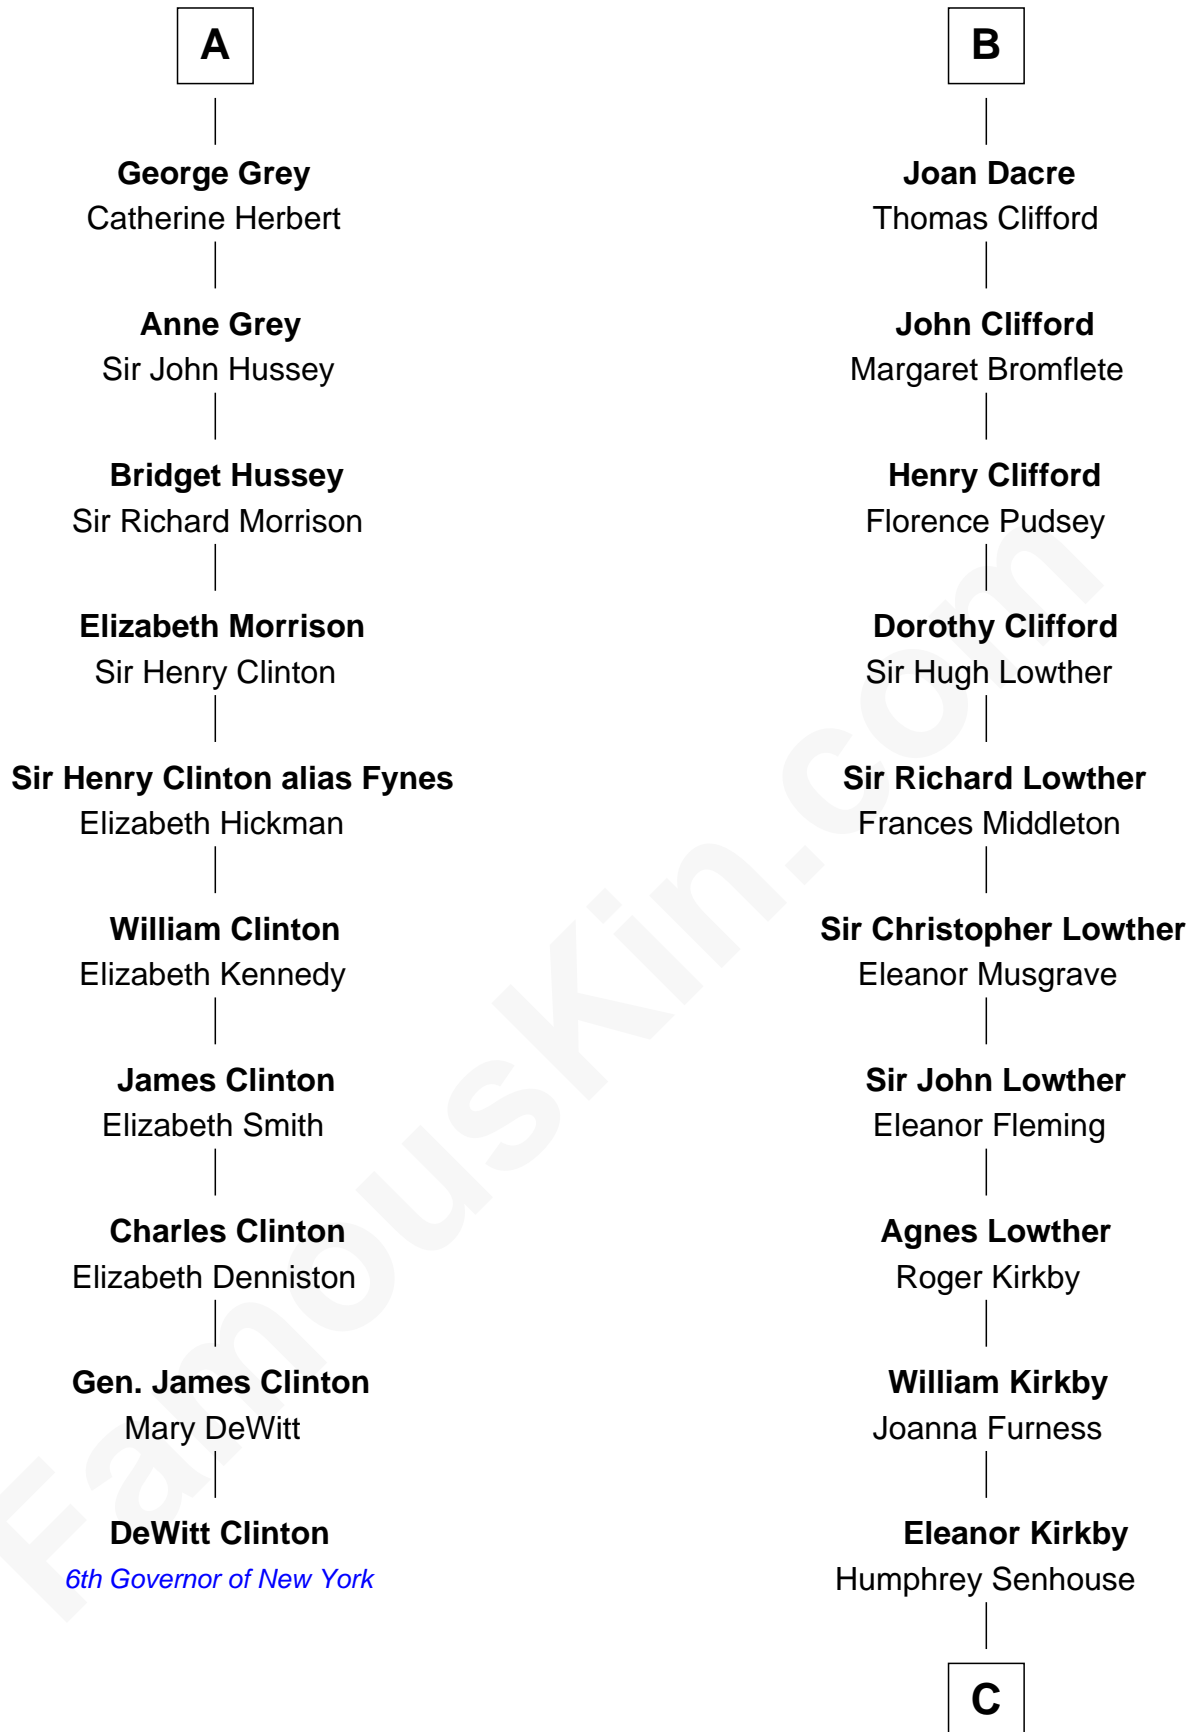 A
George Grey
Catherine Herbert
Anne Grey
Sir John Hussey
Bridget Hussey
Sir Richard Morrison
Elizabeth Morrison
Sir Henry Clinton
Sir Henry Clinton alias Fynes
Elizabeth Hickman
William Clinton
Elizabeth Kennedy
James Clinton
Elizabeth Smith
Charles Clinton
Elizabeth Denniston
Gen. James Clinton
Mary DeWitt
DeWitt Clinton
6th Governor of New York
B
Joan Dacre
Thomas Clifford
John Clifford
Margaret Bromflete
Henry Clifford
Florence Pudsey
Dorothy Clifford
Sir Hugh Lowther
Sir Richard Lowther
Frances Middleton
Sir Christopher Lowther
Eleanor Musgrave
Sir John Lowther
Eleanor Fleming
Agnes Lowther
Roger Kirkby
William Kirkby
Joanna Furness
Eleanor Kirkby
Humphrey Senhouse
C
FamousKin.com